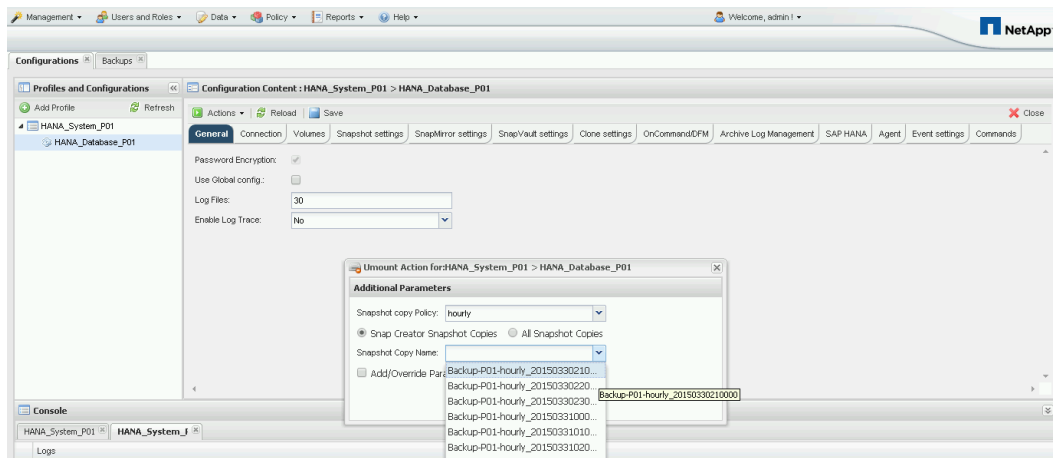 Management Users and Roles Data Policy Reports Help Welcome, admin !
NetApp
Configurations Backups
Profiles and Configurations
Add Profile Refresh
HANA_System_P01
HANA_Database_P01
Configuration Content : HANA_System_P01 > HANA_Database_P01
Actions Reload Save Close
General Connection Volumes Snapshot settings SnapMirror settings SnapVault settings Clone settings OnCommand/DFM Archive Log Management SAP HANA Agent Event settings Commands
Password Encryption:
Use Global config.:
Log Files: 30
Enable Log Trace: No
Umount Action for:HANA_System_P01 > HANA_Database_P01
Additional Parameters
Snapshot copy Policy: hourly
Snap Creator Snapshot Copies All Snapshot Copies
Snapshot Copy Name:
Add/Override Para
Backup-P01-hourly_20150330210...
Backup-P01-hourly_20150330220...
Backup-P01-hourly_20150330210000
Backup-P01-hourly_20150330230...
Backup-P01-hourly_20150331000...
Backup-P01-hourly_20150331010...
Backup-P01-hourly_20150331020...
Console
HANA_System_P01 HANA_System_F
Logs